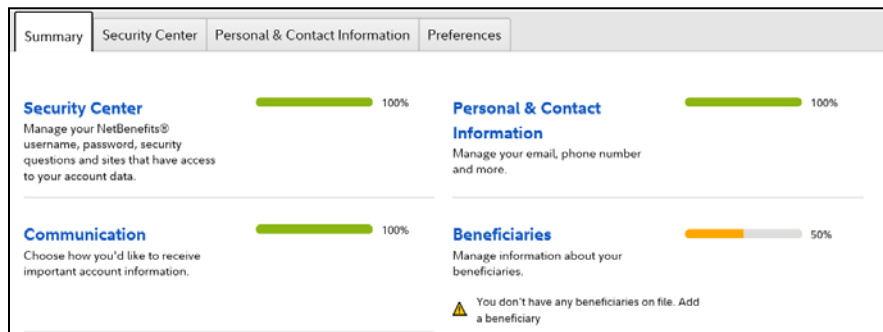 Summary
Security Center
Personal & Contact Information
Preferences
Security Center
100%
Manage your NetBenefits®
username, password, security
questions and sites that have access
to your account data.
Personal & Contact
Information
100%
Manage your email, phone number
and more.
Communication
100%
Choose how you'd like to receive
important account information.
Beneficiaries
50%
Manage information about your
beneficiaries.
You don't have any beneficiaries on file. Add
a beneficiary